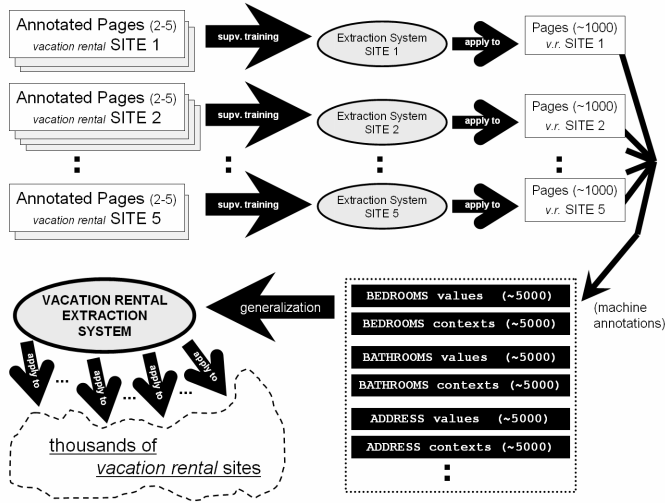 Annotated Pages (2-5)
vacation rental SITE 1
supv. training
Extraction System
SITE 1
apply to
Pages (~1000)
v.r. SITE 1
Annotated Pages (2-5)
vacation rental SITE 2
supv. training
Extraction System
SITE 2
apply to
Pages (~1000)
v.r. SITE 2
Annotated Pages (2-5)
vacation rental SITE 5
supv. training
Extraction System
SITE 5
apply to
Pages (~1000)
v.r. SITE 5
(machine
annotations)
BEDROOMS values (~5000)
BEDROOMS contexts (~5000)
BATHROOMS values (~5000)
BATHROOMS contexts (~5000)
ADDRESS values (~5000)
ADDRESS contexts (~5000)
generalization
VACATION RENTAL
EXTRACTION
SYSTEM
apply to
...
apply to
...
apply to
...
apply to
thousands of
vacation rental sites